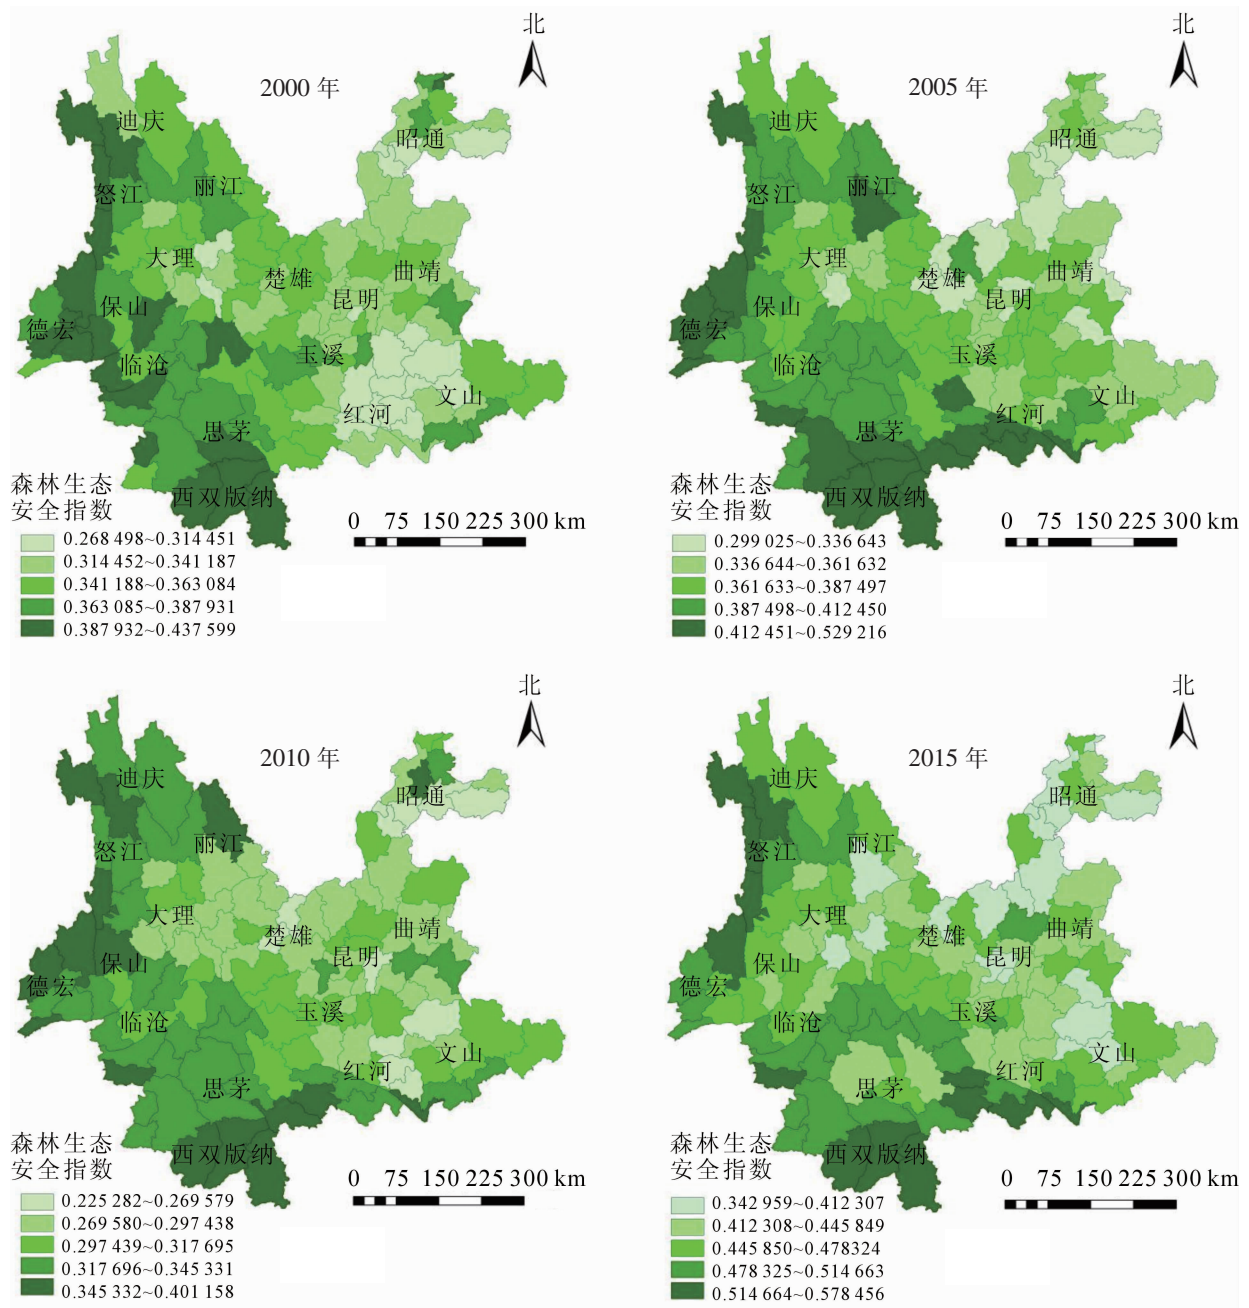 北
2000 年
迪庆
昭通
怒江
丽江
大理
楚雄
曲靖
昆明
保山
德宏
临沧
玉溪
文山
红河
思茅
西双版纳
森林生态
安全指数
0.268 498~0.314 451
0.314 452~0.341 187
0.341 188~0.363 084
0.363 085~0.387 931
0.387 932~0.437 599
0 75 150 225 300 km
北
2005 年
迪庆
昭通
怒江
丽江
大理
楚雄
曲靖
昆明
保山
德宏
临沧
玉溪
文山
红河
思茅
西双版纳
森林生态
安全指数
0.299 025~0.336 643
0.336 644~0.361 632
0.361 633~0.387 497
0.387 498~0.412 450
0.412 451~0.529 216
0 75 150 225 300 km
北
2010 年
迪庆
昭通
怒江
丽江
大理
楚雄
曲靖
昆明
保山
德宏
临沧
玉溪
文山
红河
思茅
西双版纳
森林生态
安全指数
0.225 282~0.269 579
0.269 580~0.297 438
0.297 439~0.317 695
0.317 696~0.345 331
0.345 332~0.401 158
0 75 150 225 300 km
北
2015 年
迪庆
昭通
怒江
丽江
大理
楚雄
曲靖
昆明
保山
德宏
临沧
玉溪
文山
红河
思茅
西双版纳
森林生态
安全指数
0.342 959~0.412 307
0.412 308~0.445 849
0.445 850~0.478324
0.478 325~0.514 663
0.514 664~0.578 456
0 75 150 225 300 km